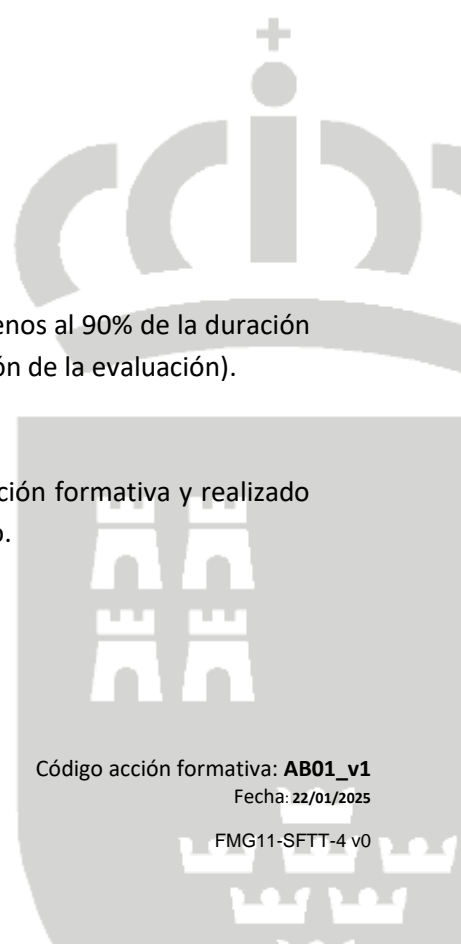 enos al 90% de la duración
ón de la evaluación).
ción formativa y realizado
o.
Código acción formativa: AB01_v1
Fecha: 22/01/2025
FMG11-SFTT-4 v0